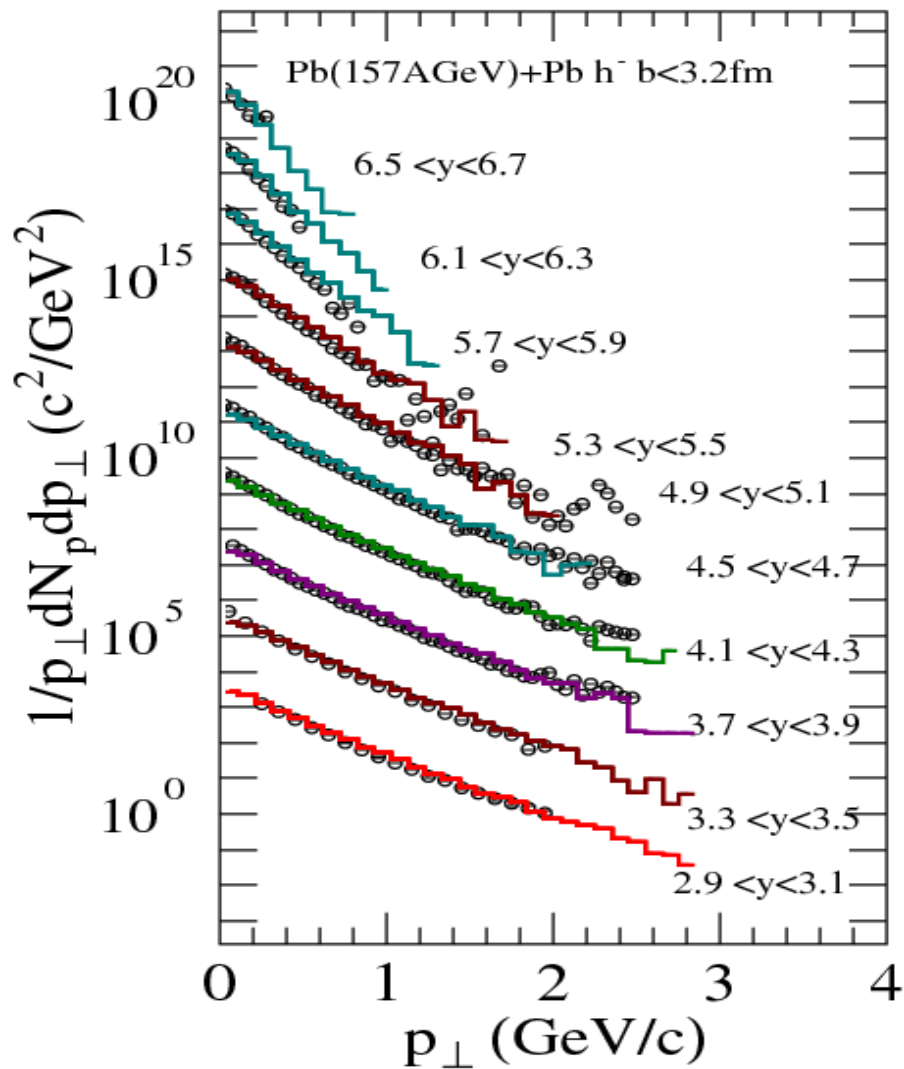 Pb(157AGeV)+Pb h⁻ b<3.2fm
10²⁰
6.5 <y<6.7
6.1 <y<6.3
10¹⁵
5.7 <y<5.9
5.3 <y<5.5
10¹⁰
4.9 <y<5.1
4.5 <y<4.7
10⁵
4.1 <y<4.3
3.7 <y<3.9
10⁰
3.3 <y<3.5
2.9 <y<3.1
1/p⊥dNpdp⊥ (c²/GeV²)
0 1 2 3 4
p⊥ (GeV/c)